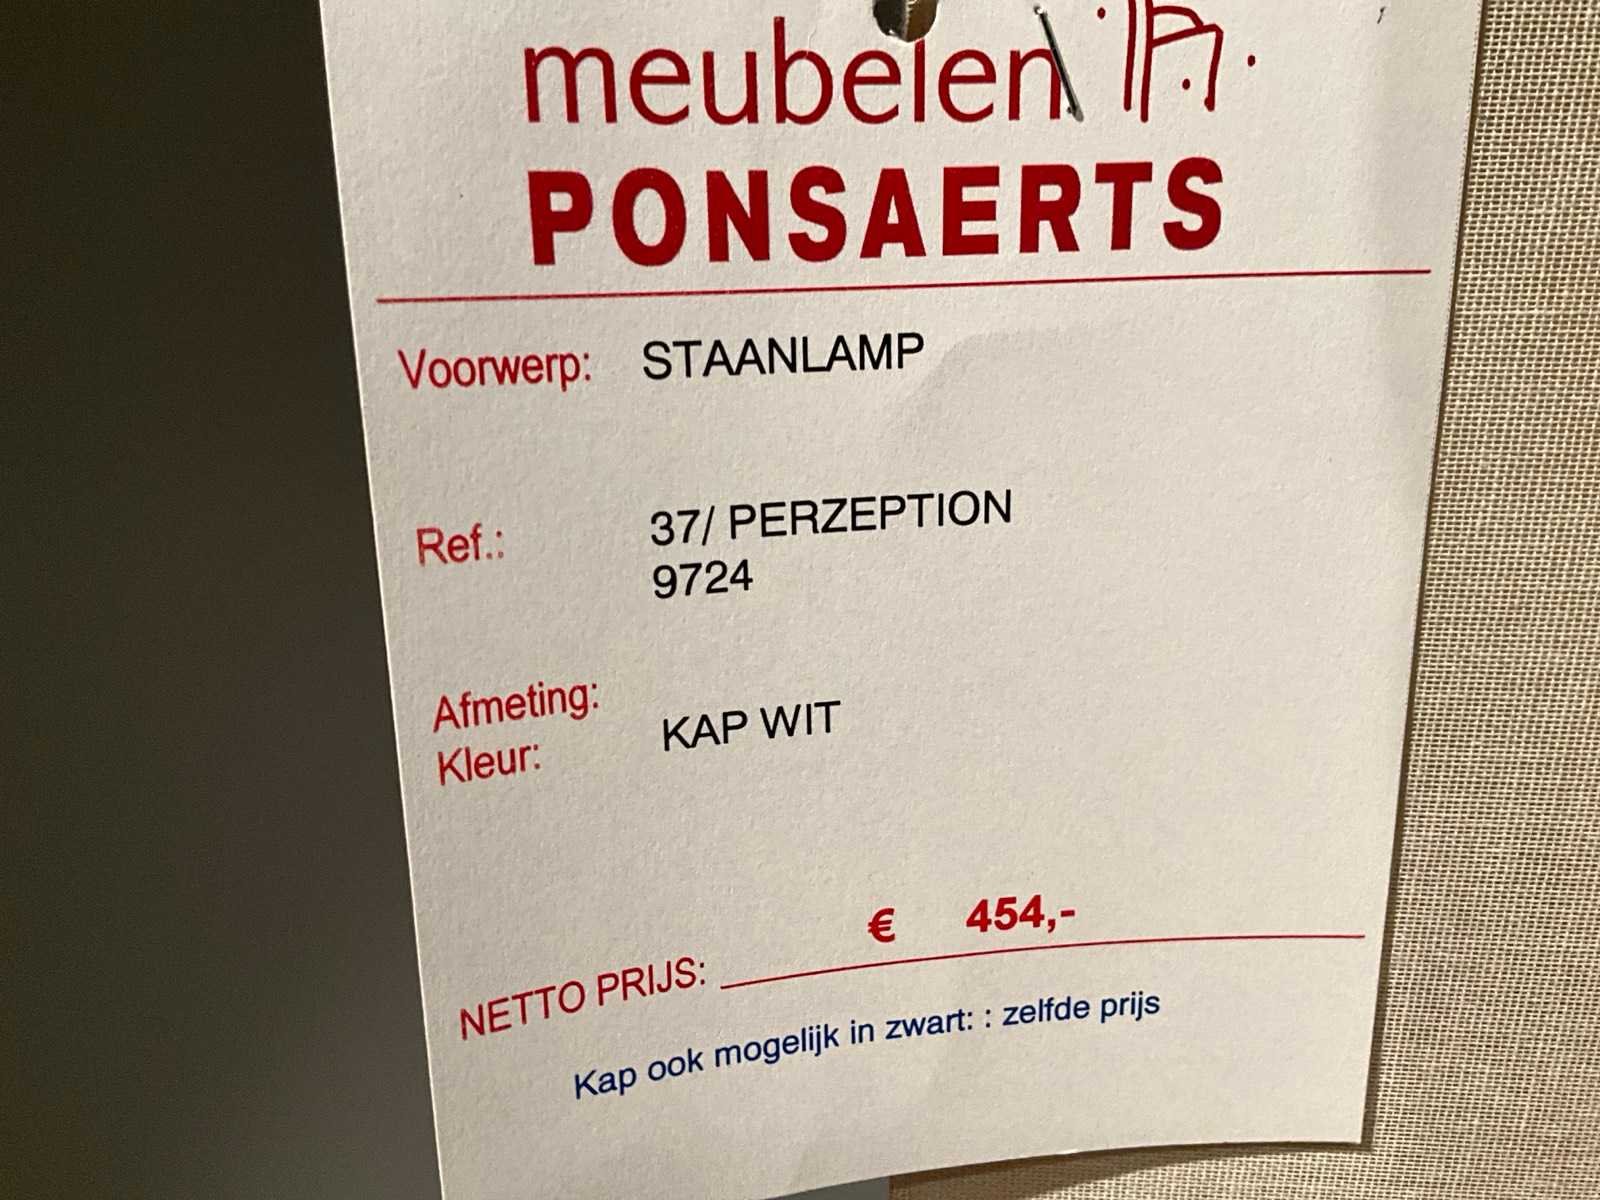 meubelen
PONSAERTS
Voorwerp: STAANLAMP
Ref.: 37/ PERZEPTION
9724
Afmeting:
Kleur: KAP WIT
€ 454,-
NETTO PRIJS:
Kap ook mogelijk in zwart: : zelfde prijs